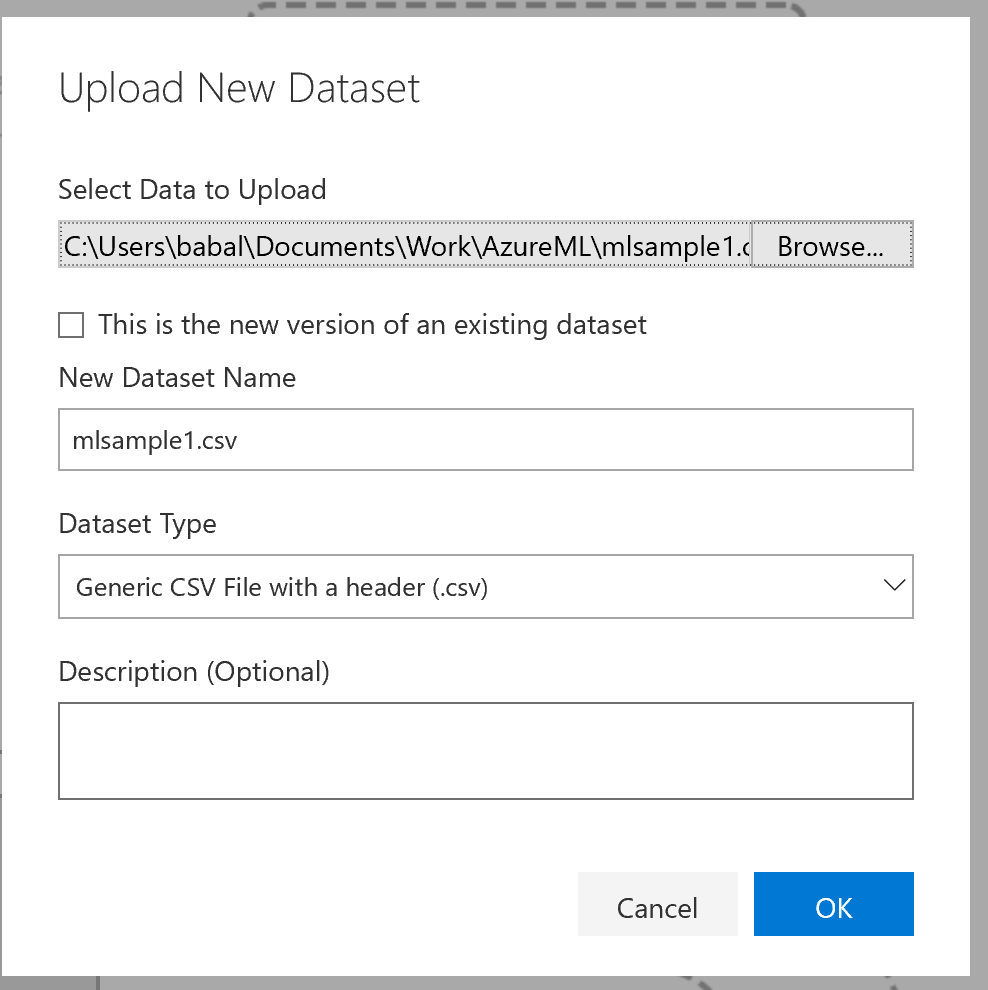 Upload New Dataset
Select Data to Upload
C:\Users\babal\Documents\Work\AzureML\mlsample1.c Browse...
This is the new version of an existing dataset
New Dataset Name
mlsample1.csv
Dataset Type
Generic CSV File with a header (.csv)
Description (Optional)
Cancel OK